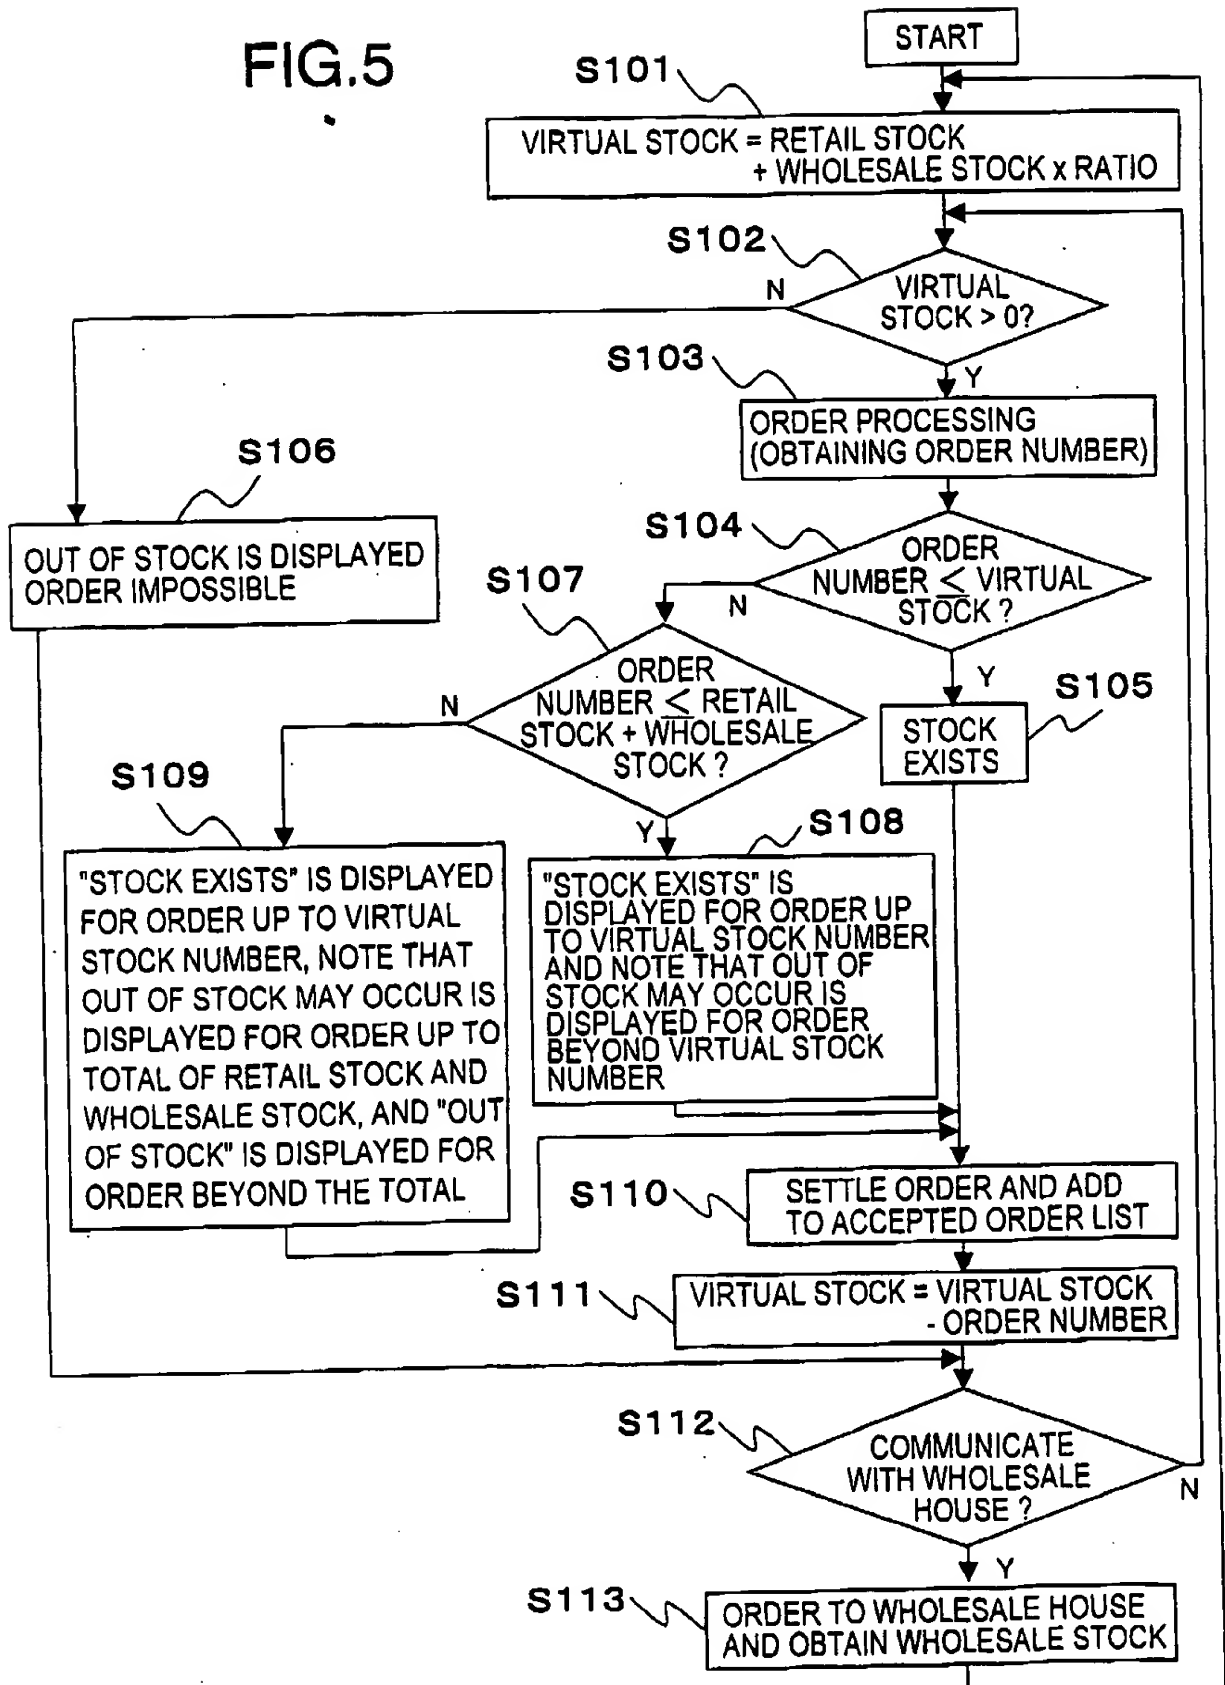 FIG.5
START
S101
VIRTUAL STOCK = RETAIL STOCK
+ WHOLESALE STOCK x RATIO
S102
N
VIRTUAL
STOCK > 0?
Y
S103
ORDER PROCESSING
(OBTAINING ORDER NUMBER)
S106
OUT OF STOCK IS DISPLAYED
ORDER IMPOSSIBLE
S104
ORDER
NUMBER ≤ VIRTUAL
STOCK ?
N
Y
S107
ORDER
NUMBER ≤ RETAIL
STOCK + WHOLESALE
STOCK ?
N
Y
S105
STOCK
EXISTS
S109
"STOCK EXISTS" IS DISPLAYED
FOR ORDER UP TO VIRTUAL
STOCK NUMBER, NOTE THAT
OUT OF STOCK MAY OCCUR IS
DISPLAYED FOR ORDER UP TO
TOTAL OF RETAIL STOCK AND
WHOLESALE STOCK, AND "OUT
OF STOCK" IS DISPLAYED FOR
ORDER BEYOND THE TOTAL
S108
"STOCK EXISTS" IS
DISPLAYED FOR ORDER UP
TO VIRTUAL STOCK NUMBER
AND NOTE THAT OUT OF
STOCK MAY OCCUR IS
DISPLAYED FOR ORDER
BEYOND VIRTUAL STOCK
NUMBER
S110
SETTLE ORDER AND ADD
TO ACCEPTED ORDER LIST
S111
VIRTUAL STOCK = VIRTUAL STOCK
- ORDER NUMBER
S112
COMMUNICATE
WITH WHOLESALE
HOUSE ?
N
Y
S113
ORDER TO WHOLESALE HOUSE
AND OBTAIN WHOLESALE STOCK